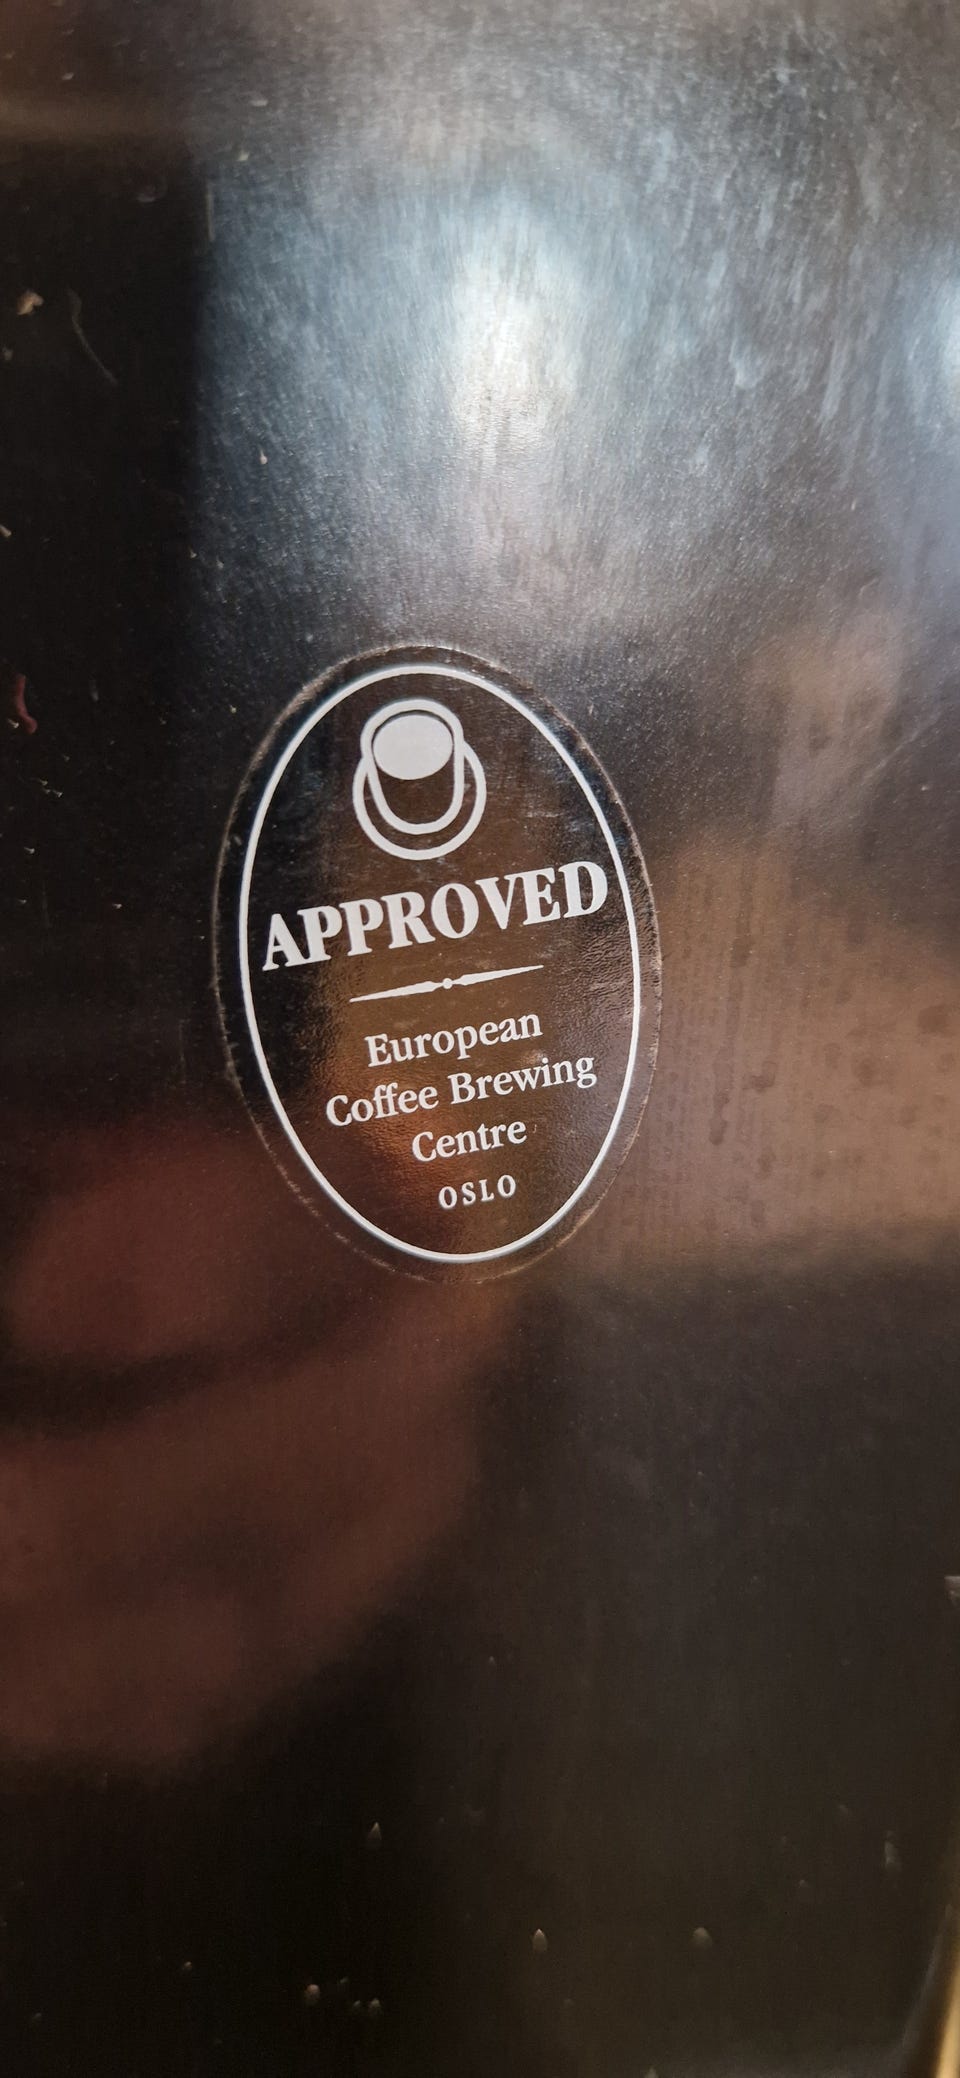 APPROVED
European
Coffee Brewing
Centre
OSLO